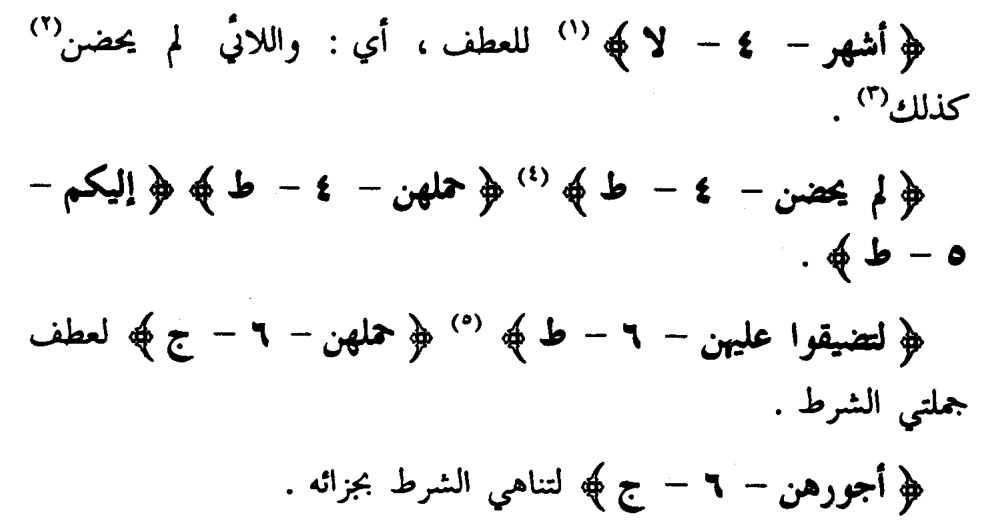 ﴿ أشهر – ٤ – لا ﴾ (١) للعطف ، أي : واللائي لم يحضن(٢)
كذلك(٣) .
﴿ لم يحضن – ٤ – ط ﴾ (٤) ﴿ حملهن – ٤ – ط ﴾ ﴿ إليكم –
٥ – ط ﴾ .
﴿ لتضيقوا عليهن – ٦ – ط ﴾ (٥) ﴿ حملهن – ٦ – ج ﴾ لعطف
جملتي الشرط .
﴿ أجورهن – ٦ – ج ﴾ لتناهي الشرط بجزائه .